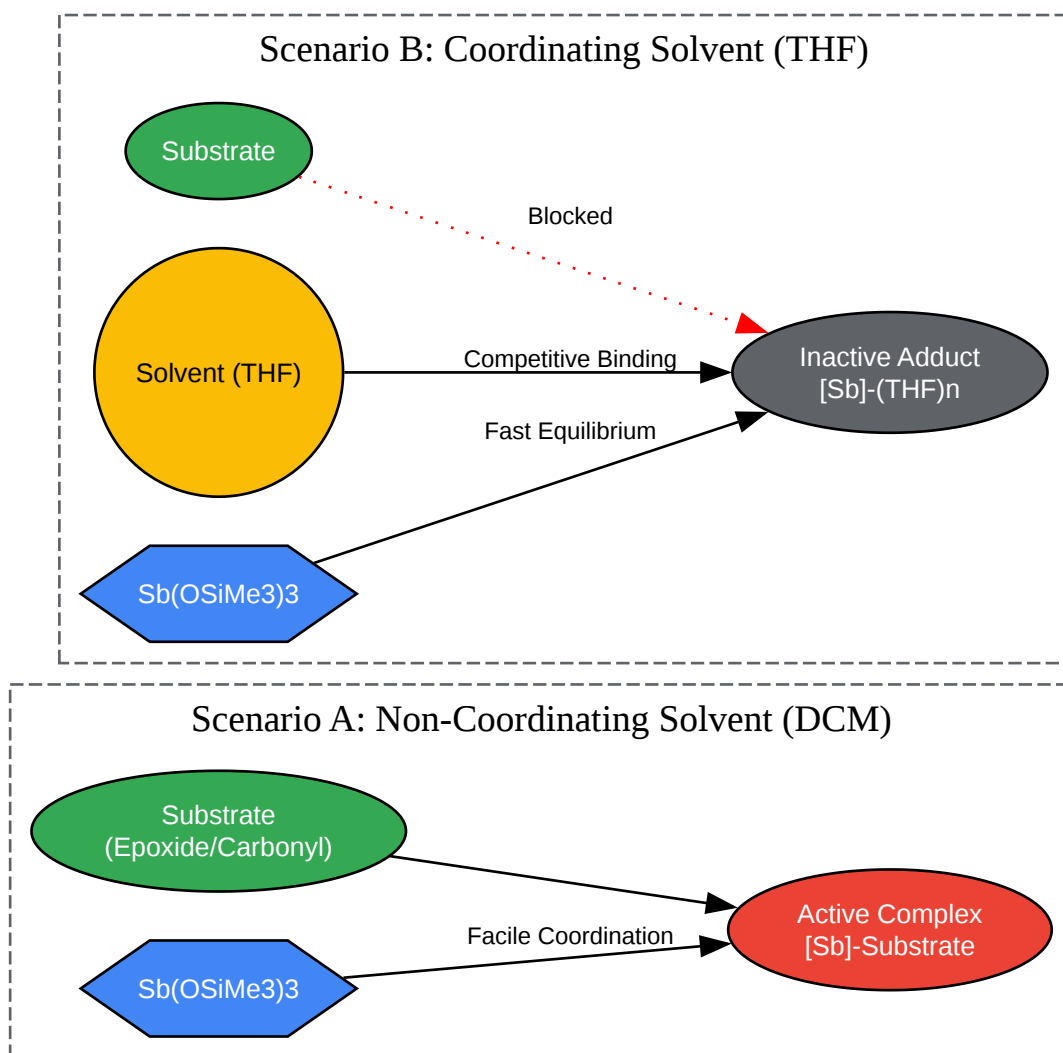 Scenario B: Coordinating Solvent (THF)
Substrate
Blocked
Solvent (THF)
Competitive Binding
Inactive Adduct
[Sb]-(THF)n
Fast Equilibrium
Sb(OSiMe3)3
Scenario A: Non-Coordinating Solvent (DCM)
Substrate
(Epoxide/Carbonyl)
Active Complex
[Sb]-Substrate
Facile Coordination
Sb(OSiMe3)3